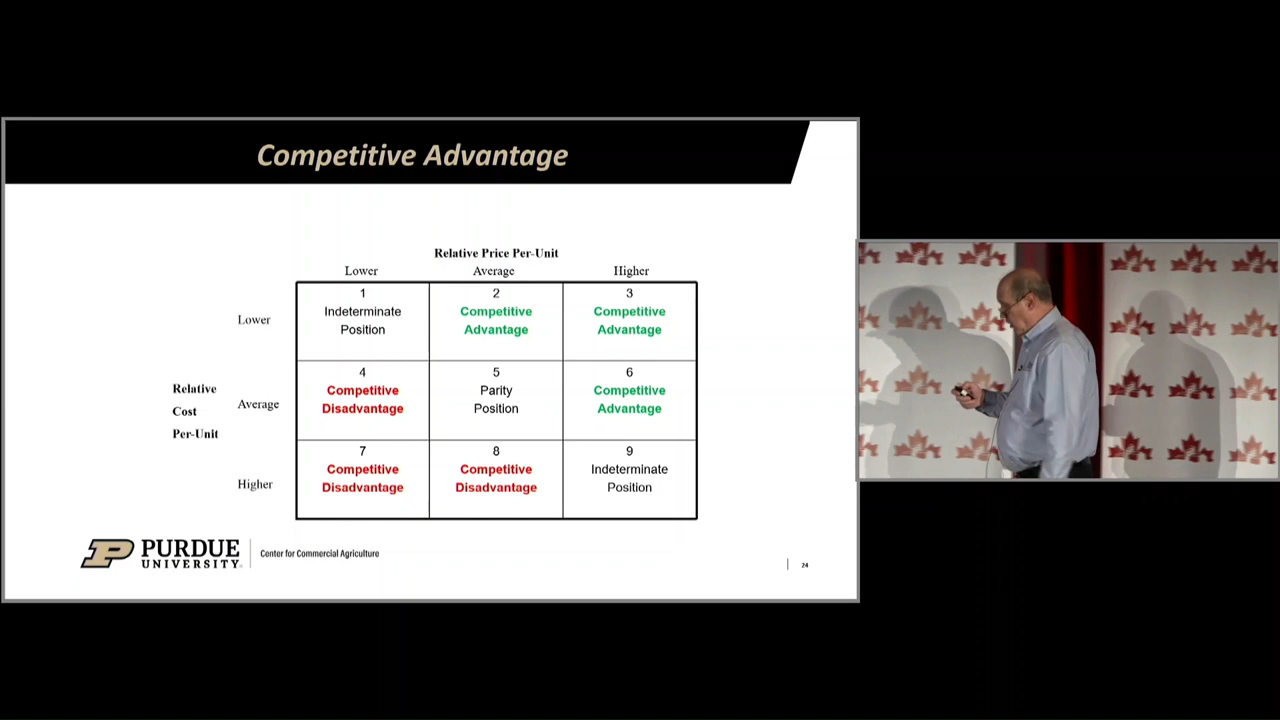 Competitive Advantage
Relative Price Per-Unit
Lower Average Higher
1 2 3
Lower
Indeterminate Position
Competitive Advantage
Competitive Advantage
Relative Cost Per-Unit
4 5 6
Average
Competitive Disadvantage
Parity Position
Competitive Advantage
7 8 9
Higher
Competitive Disadvantage
Competitive Disadvantage
Indeterminate Position
P PURDUE UNIVERSITY
Center for Commercial Agriculture
24